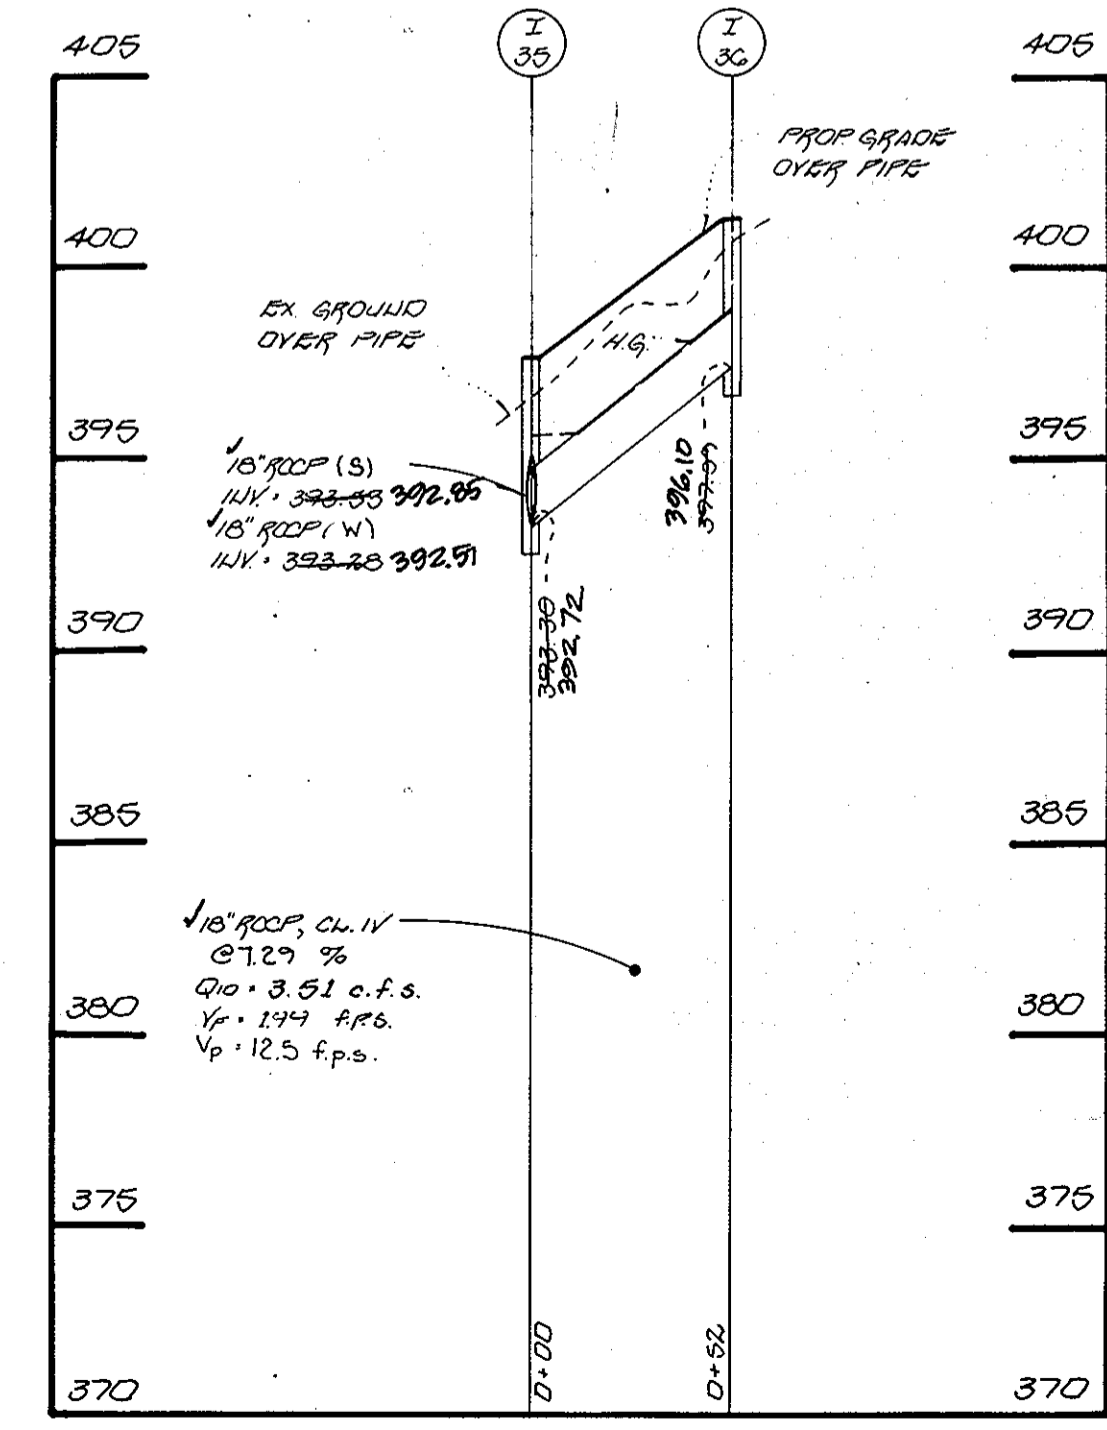 405
I
35
I
36
405
PROP. GRADE
OVER PIPE
400
400
EX. GROUND
OVER PIPE
H.G.
395
395
18" RCCP (S)
INV. = 393.53 392.85
18" RCCP (W)
INV. = 393.28 392.51
396.10
393.30
392.72
390
390
385
385
18" RCCP, CL. IV
@ 7.29 %
Q10 = 3.51 c.f.s.
VF = 1.99 f.p.s.
Vp = 12.5 f.p.s.
380
380
375
375
0+00
0+52
370
370